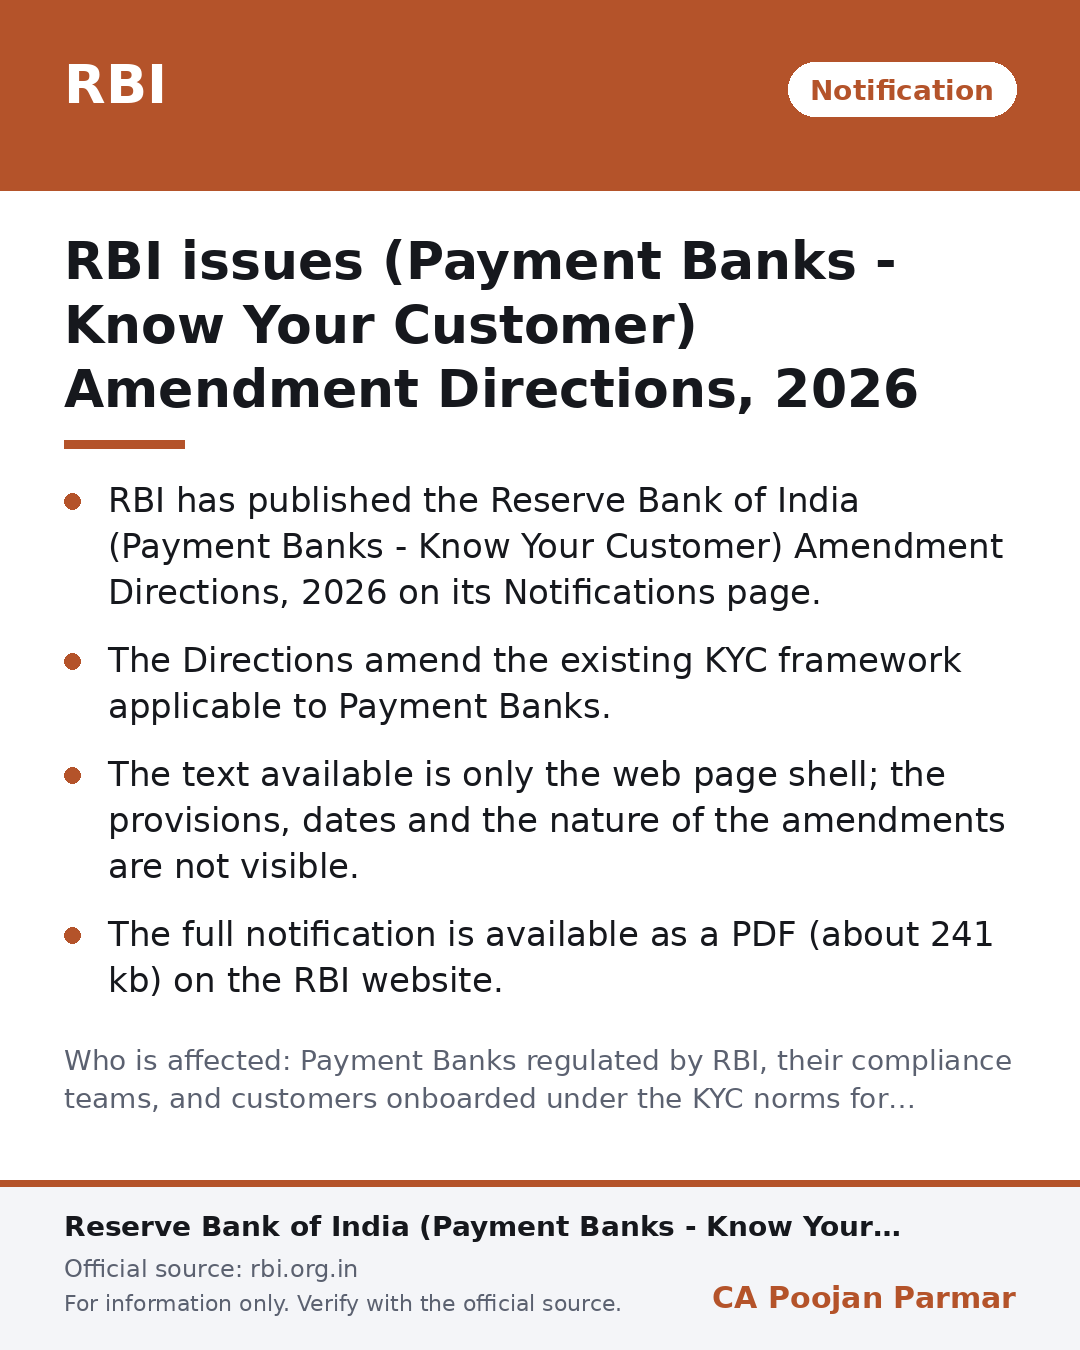 RBI
Notification
RBI issues (Payment Banks -
Know Your Customer)
Amendment Directions, 2026
RBI has published the Reserve Bank of India
(Payment Banks - Know Your Customer) Amendment
Directions, 2026 on its Notifications page.
The Directions amend the existing KYC framework
applicable to Payment Banks.
The text available is only the web page shell; the
provisions, dates and the nature of the amendments
are not visible.
The full notification is available as a PDF (about 241
kb) on the RBI website.
Who is affected: Payment Banks regulated by RBI, their compliance
teams, and customers onboarded under the KYC norms for…
Reserve Bank of India (Payment Banks - Know Your…
Official source: rbi.org.in
For information only. Verify with the official source.
CA Poojan Parmar